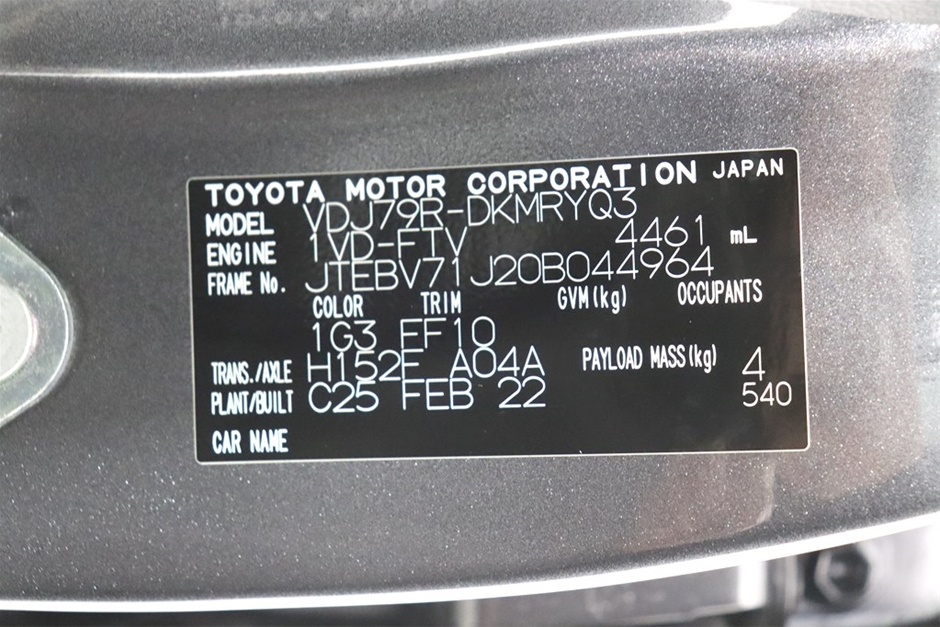 TOYOTA MOTOR CORPORATION JAPAN
MODEL VDJ79R-DKMRYQ3
ENGINE 1VD-FTV 4461 mL
FRAME No. JTEBV71J20B044964
COLOR TRIM GVM(kg) OCCUPANTS
1G3 FF10
TRANS./AXLE H152F A04A PAYLOAD MASS(kg) 4
PLANT/BUILT C25 FEB 22 540
CAR NAME